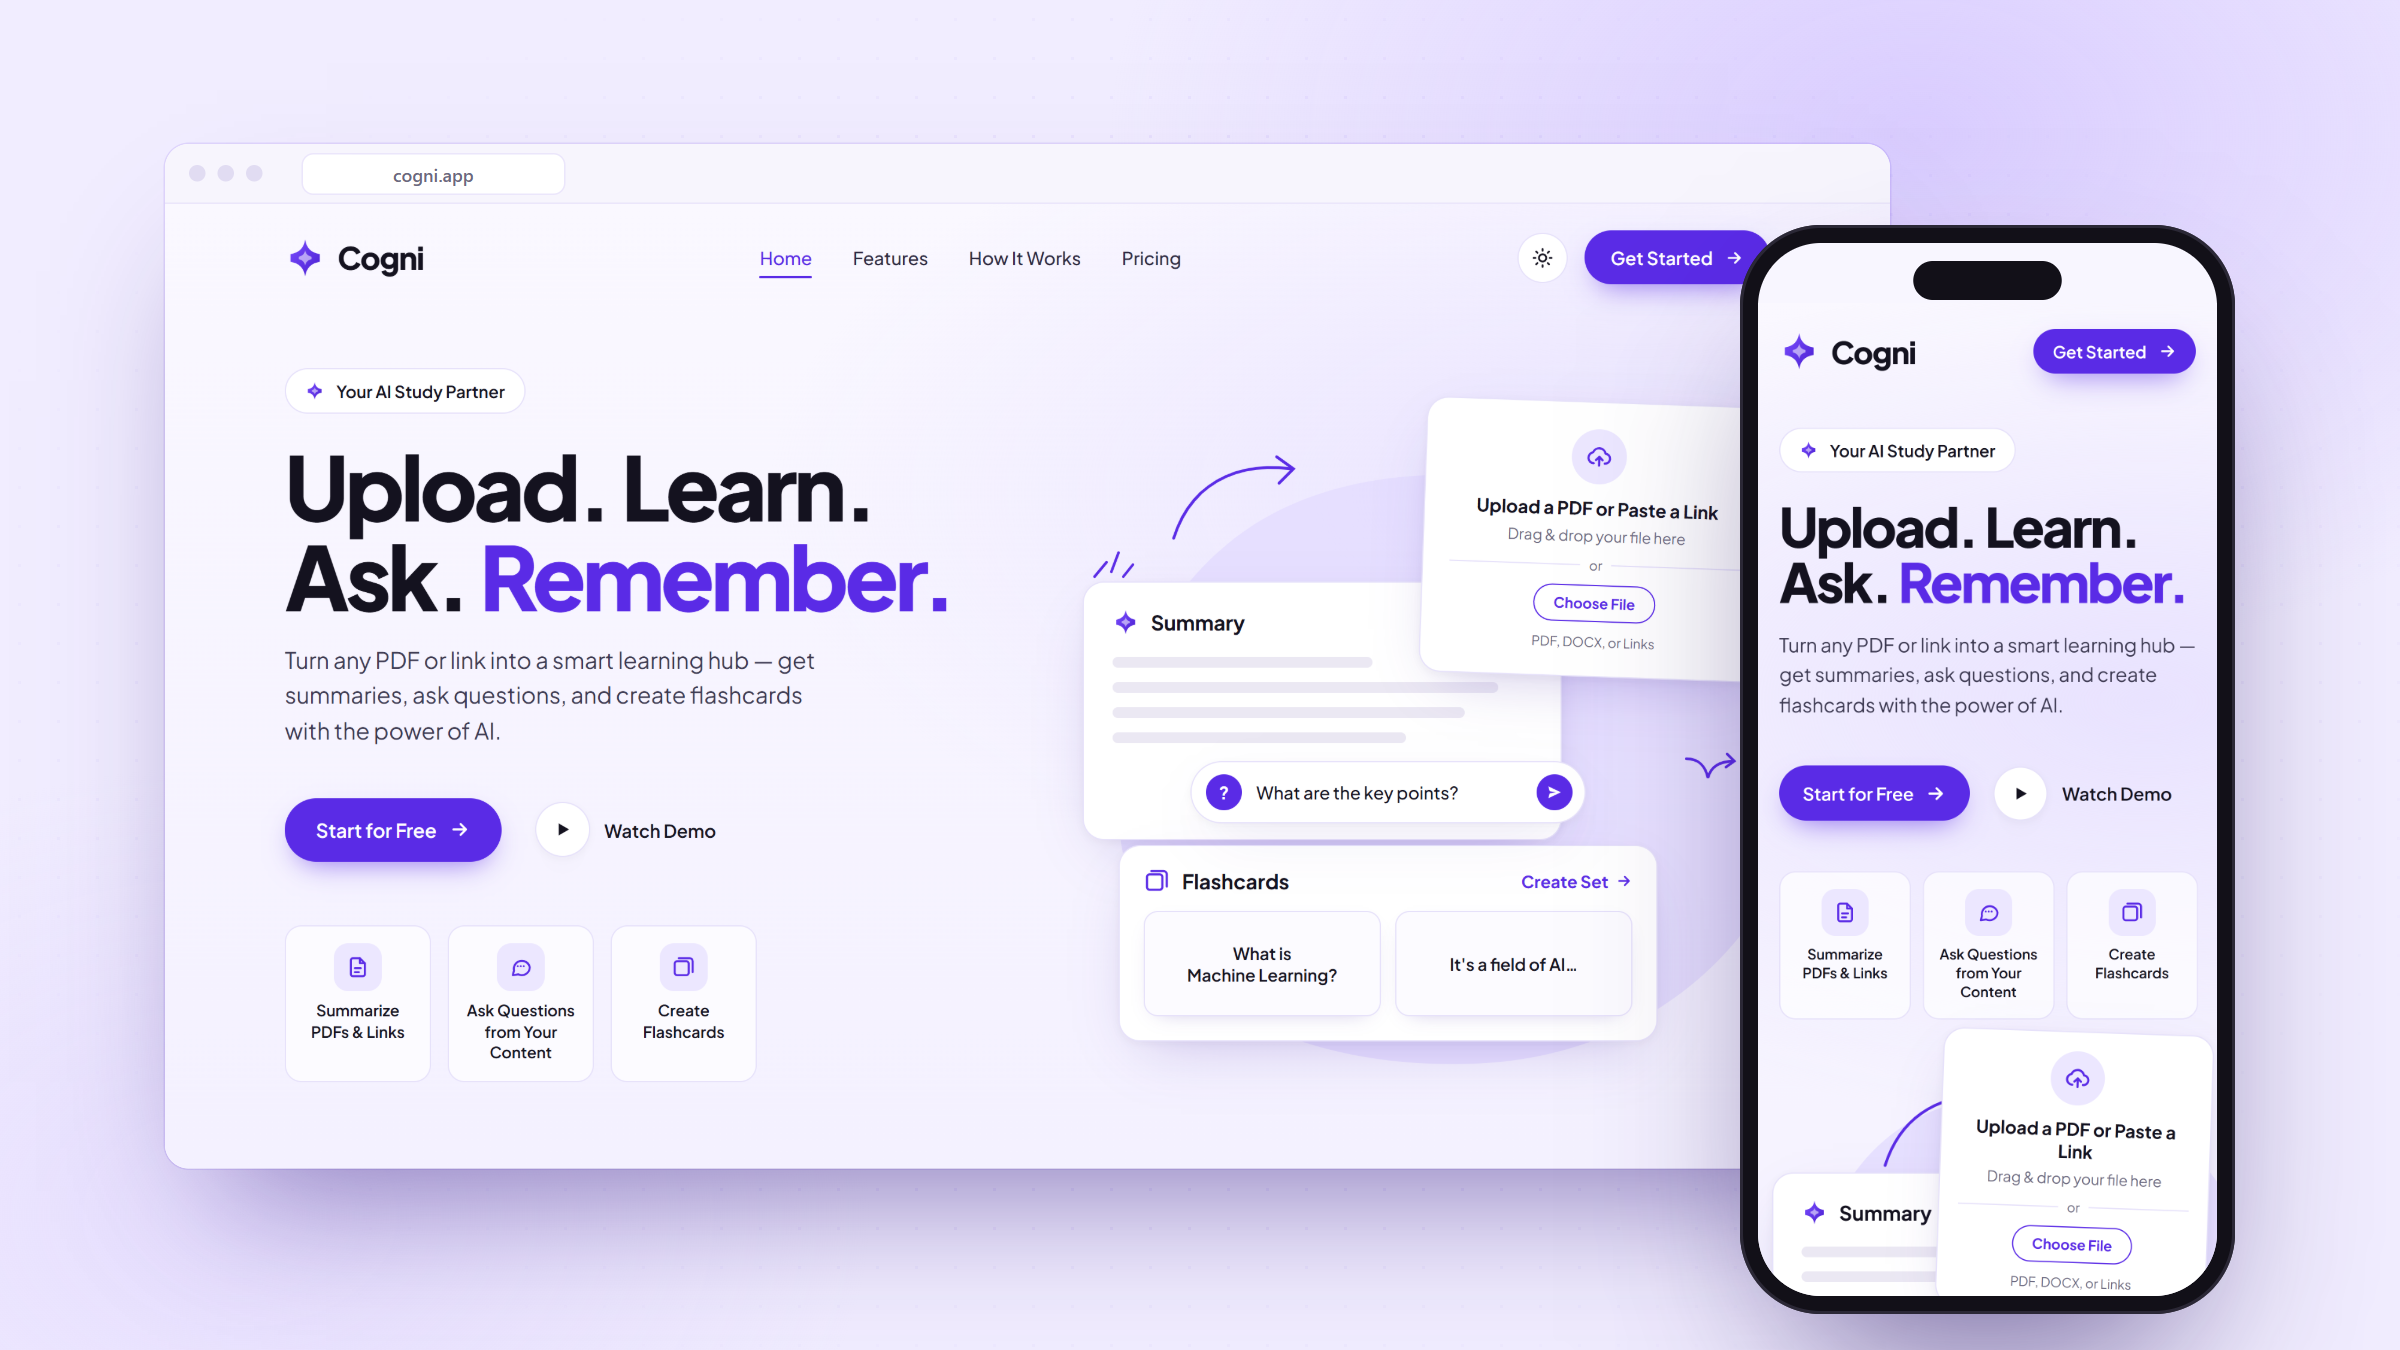 cogni.app
Cogni
Home
Features
How It Works
Pricing
Get Started
Your AI Study Partner
Upload. Learn.
Ask. Remember.
Turn any PDF or link into a smart learning hub — get
summaries, ask questions, and create flashcards
with the power of AI.
Start for Free
Watch Demo
Summarize
PDFs & Links
Ask Questions
from Your
Content
Create
Flashcards
Upload a PDF or Paste a Link
Drag & drop your file here
or
Choose File
PDF, DOCX, or Links
Summary
?
What are the key points?
Flashcards
Create Set
What is
Machine Learning?
It's a field of AI...
Cogni
Get Started
Your AI Study Partner
Upload. Learn.
Ask. Remember.
Turn any PDF or link into a smart learning hub —
get summaries, ask questions, and create
flashcards with the power of AI.
Start for Free
Watch Demo
Summarize
PDFs & Links
Ask Questions
from Your
Content
Create
Flashcards
Upload a PDF or Paste a
Link
Drag & drop your file here
or
Choose File
PDF, DOCX, or Links
Summary